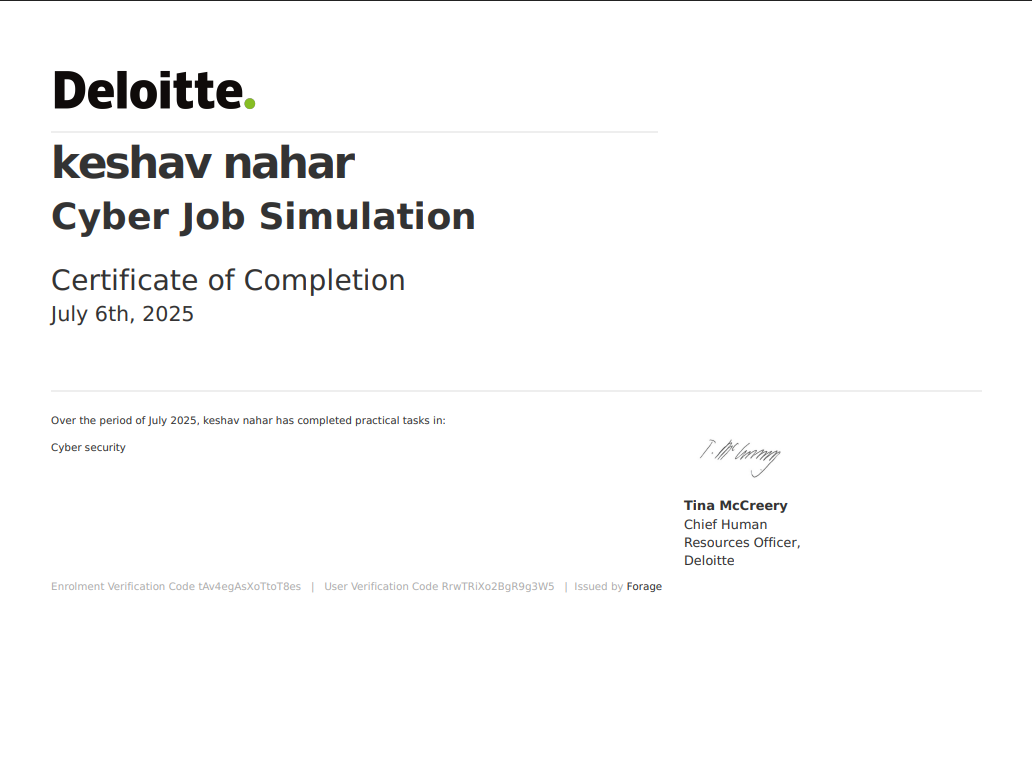 Deloitte.
keshav nahar
Cyber Job Simulation
Certificate of Completion
July 6th, 2025
Over the period of July 2025, keshav nahar has completed practical tasks in:
Cyber security
T. McCreery
Tina McCreery
Chief Human
Resources Officer,
Deloitte
Enrolment Verification Code tAv4egAsXoTtoT8es | User Verification Code RrwTRiXo2BgR9g3W5 | Issued by Forage